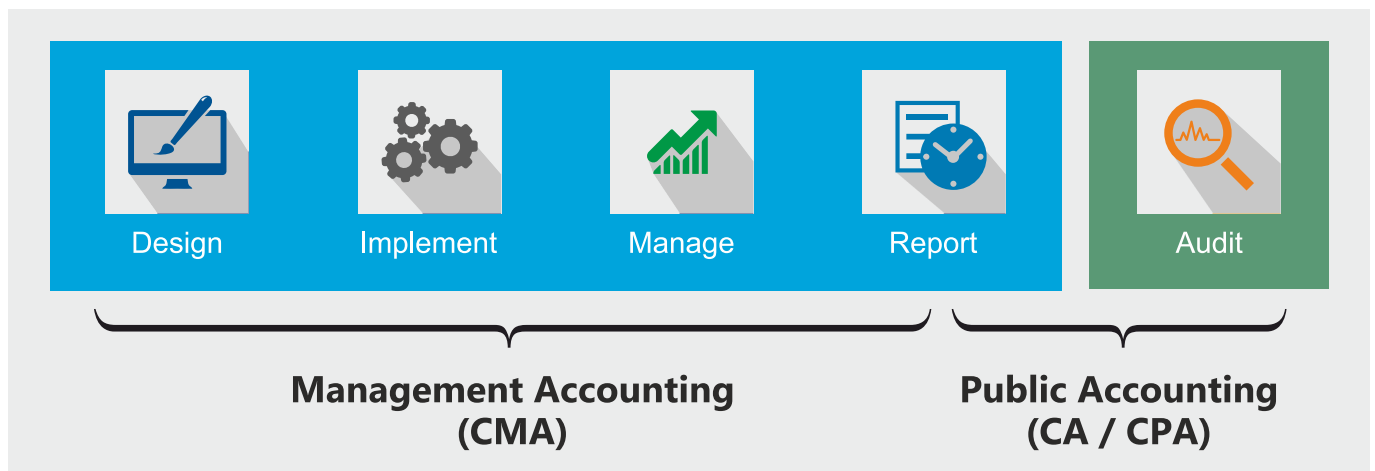 Design
Implement
Manage
Report
Audit
Management Accounting
(CMA)
Public Accounting
(CA / CPA)